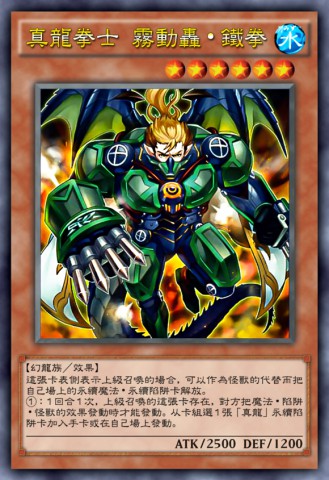 真龍拳士 霧動轟・鐵拳
水
【幻龍族/效果】
這張卡表側表示上級召喚的場合,可以作為怪獸的代替而把
自己場上的永續魔法・永續陷阱卡解放。
①:1回合1次,上級召喚的這張卡存在,對方把魔法・陷阱
・怪獸的效果發動時才能發動。從卡組選1張「真龍」永續陷
阱卡加入手卡或在自己場上發動。
ATK/2500 DEF/1200